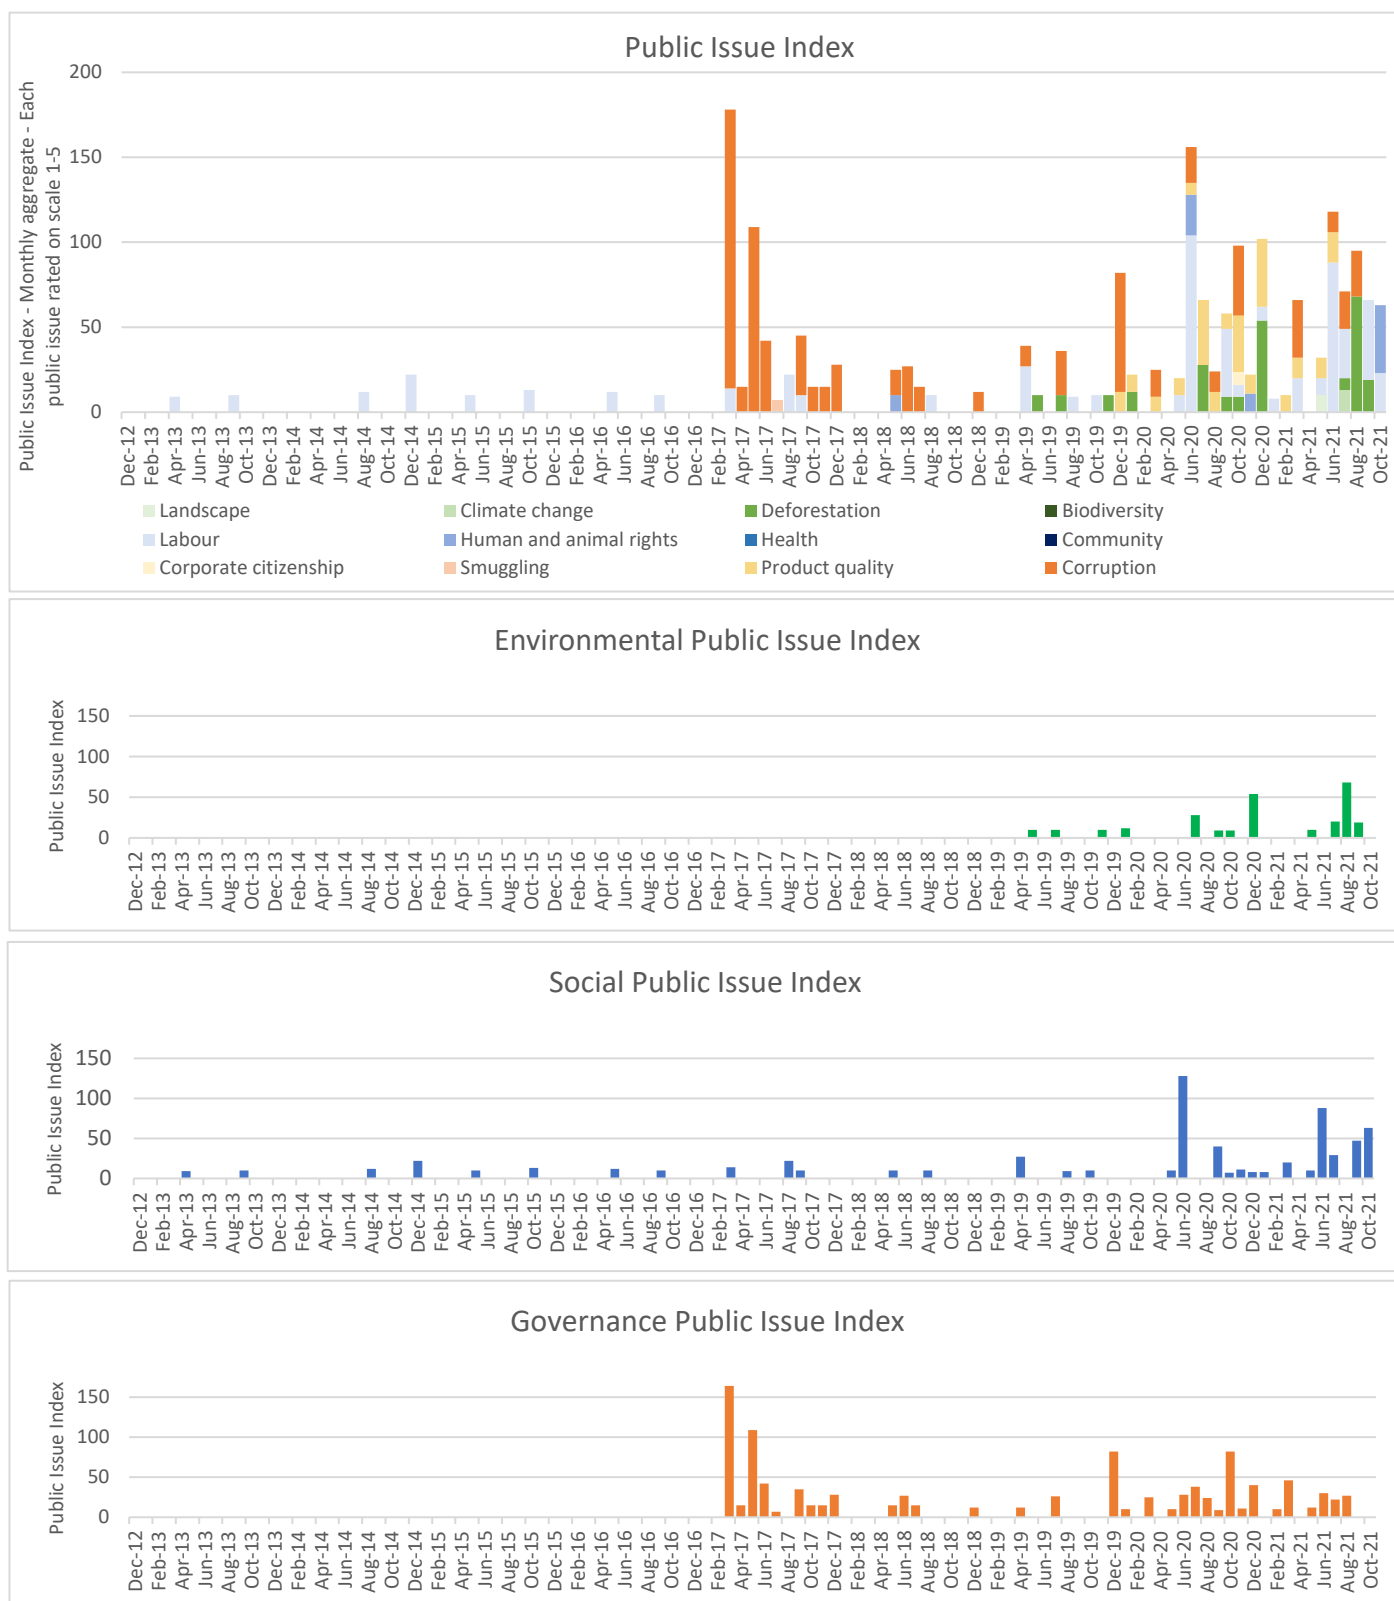 Public Issue Index
Public Issue Index - Monthly aggregate - Each
public issue rated on scale 1-5
200
150
100
50
0
Dec-12 Feb-13 Apr-13 Jun-13 Aug-13 Oct-13 Dec-13 Feb-14 Apr-14 Jun-14 Aug-14 Oct-14 Dec-14 Feb-15 Apr-15 Jun-15 Aug-15 Oct-15 Dec-15 Feb-16 Apr-16 Jun-16 Aug-16 Oct-16 Dec-16 Feb-17 Apr-17 Jun-17 Aug-17 Oct-17 Dec-17 Feb-18 Apr-18 Jun-18 Aug-18 Oct-18 Dec-18 Feb-19 Apr-19 Jun-19 Aug-19 Oct-19 Dec-19 Feb-20 Apr-20 Jun-20 Aug-20 Oct-20 Dec-20 Feb-21 Apr-21 Jun-21 Aug-21 Oct-21
Landscape Climate change Deforestation Biodiversity
Labour Human and animal rights Health Community
Corporate citizenship Smuggling Product quality Corruption
Environmental Public Issue Index
Public Issue Index
150
100
50
0
Dec-12 Feb-13 Apr-13 Jun-13 Aug-13 Oct-13 Dec-13 Feb-14 Apr-14 Jun-14 Aug-14 Oct-14 Dec-14 Feb-15 Apr-15 Jun-15 Aug-15 Oct-15 Dec-15 Feb-16 Apr-16 Jun-16 Aug-16 Oct-16 Dec-16 Feb-17 Apr-17 Jun-17 Aug-17 Oct-17 Dec-17 Feb-18 Apr-18 Jun-18 Aug-18 Oct-18 Dec-18 Feb-19 Apr-19 Jun-19 Aug-19 Oct-19 Dec-19 Feb-20 Apr-20 Jun-20 Aug-20 Oct-20 Dec-20 Feb-21 Apr-21 Jun-21 Aug-21 Oct-21
Social Public Issue Index
Public Issue Index
150
100
50
0
Dec-12 Feb-13 Apr-13 Jun-13 Aug-13 Oct-13 Dec-13 Feb-14 Apr-14 Jun-14 Aug-14 Oct-14 Dec-14 Feb-15 Apr-15 Jun-15 Aug-15 Oct-15 Dec-15 Feb-16 Apr-16 Jun-16 Aug-16 Oct-16 Dec-16 Feb-17 Apr-17 Jun-17 Aug-17 Oct-17 Dec-17 Feb-18 Apr-18 Jun-18 Aug-18 Oct-18 Dec-18 Feb-19 Apr-19 Jun-19 Aug-19 Oct-19 Dec-19 Feb-20 Apr-20 Jun-20 Aug-20 Oct-20 Dec-20 Feb-21 Apr-21 Jun-21 Aug-21 Oct-21
Governance Public Issue Index
Public Issue Index
150
100
50
0
Dec-12 Feb-13 Apr-13 Jun-13 Aug-13 Oct-13 Dec-13 Feb-14 Apr-14 Jun-14 Aug-14 Oct-14 Dec-14 Feb-15 Apr-15 Jun-15 Aug-15 Oct-15 Dec-15 Feb-16 Apr-16 Jun-16 Aug-16 Oct-16 Dec-16 Feb-17 Apr-17 Jun-17 Aug-17 Oct-17 Dec-17 Feb-18 Apr-18 Jun-18 Aug-18 Oct-18 Dec-18 Feb-19 Apr-19 Jun-19 Aug-19 Oct-19 Dec-19 Feb-20 Apr-20 Jun-20 Aug-20 Oct-20 Dec-20 Feb-21 Apr-21 Jun-21 Aug-21 Oct-21